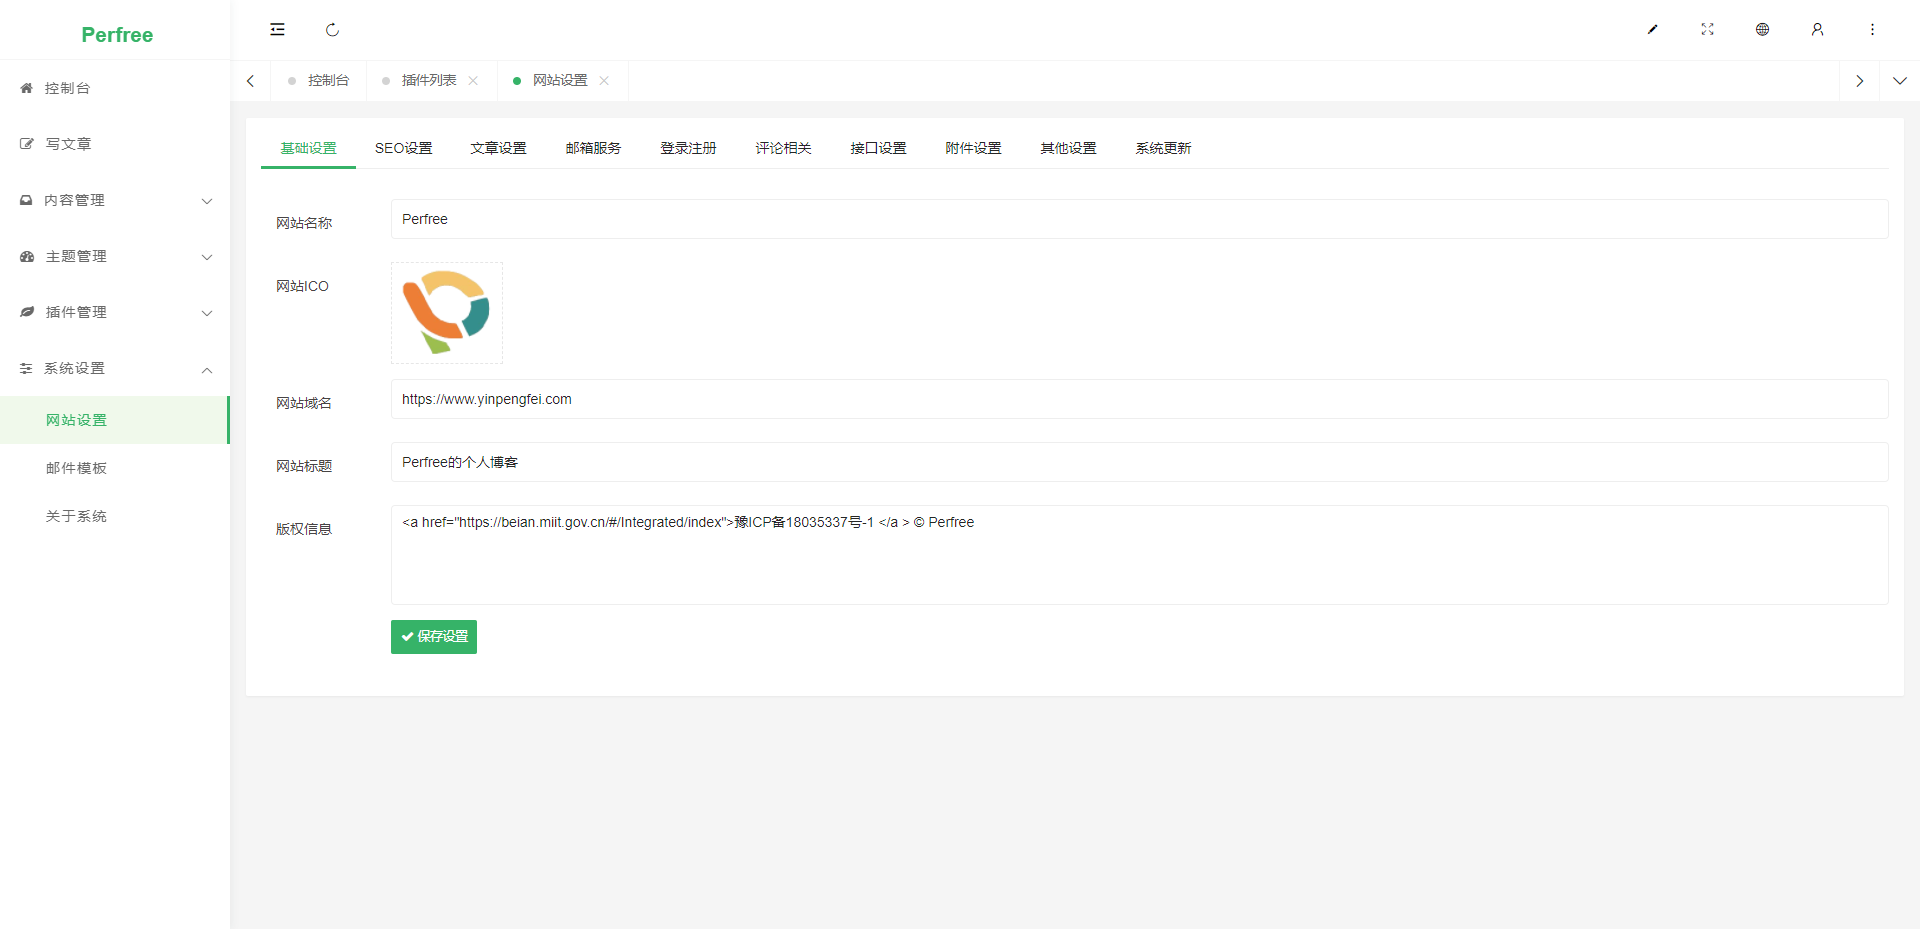 Perfree
控制台
写文章
内容管理
主题管理
插件管理
系统设置
网站设置
邮件模板
关于系统
控制台 插件列表 网站设置
基础设置 SEO设置 文章设置 邮箱服务 登录注册 评论相关 接口设置 附件设置 其他设置 系统更新
网站名称 Perfree
网站ICO
网站域名 https://www.yinpengfei.com
网站标题 Perfree的个人博客
版权信息 <a href="https://beian.miit.gov.cn/#/Integrated/index">豫ICP备18035337号-1 </a > © Perfree
保存设置